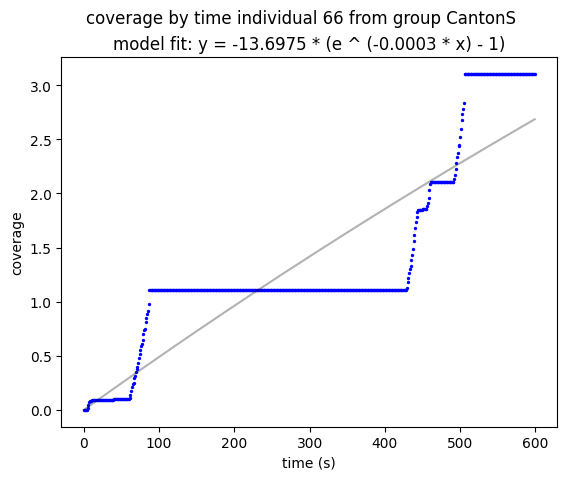 coverage by time individual 66 from group CantonS
model fit: y = -13.6975 * (e ^ (-0.0003 * x) - 1)
3.0
2.5
2.0
1.5
1.0
0.5
0.0
coverage
0 100 200 300 400 500 600
time (s)